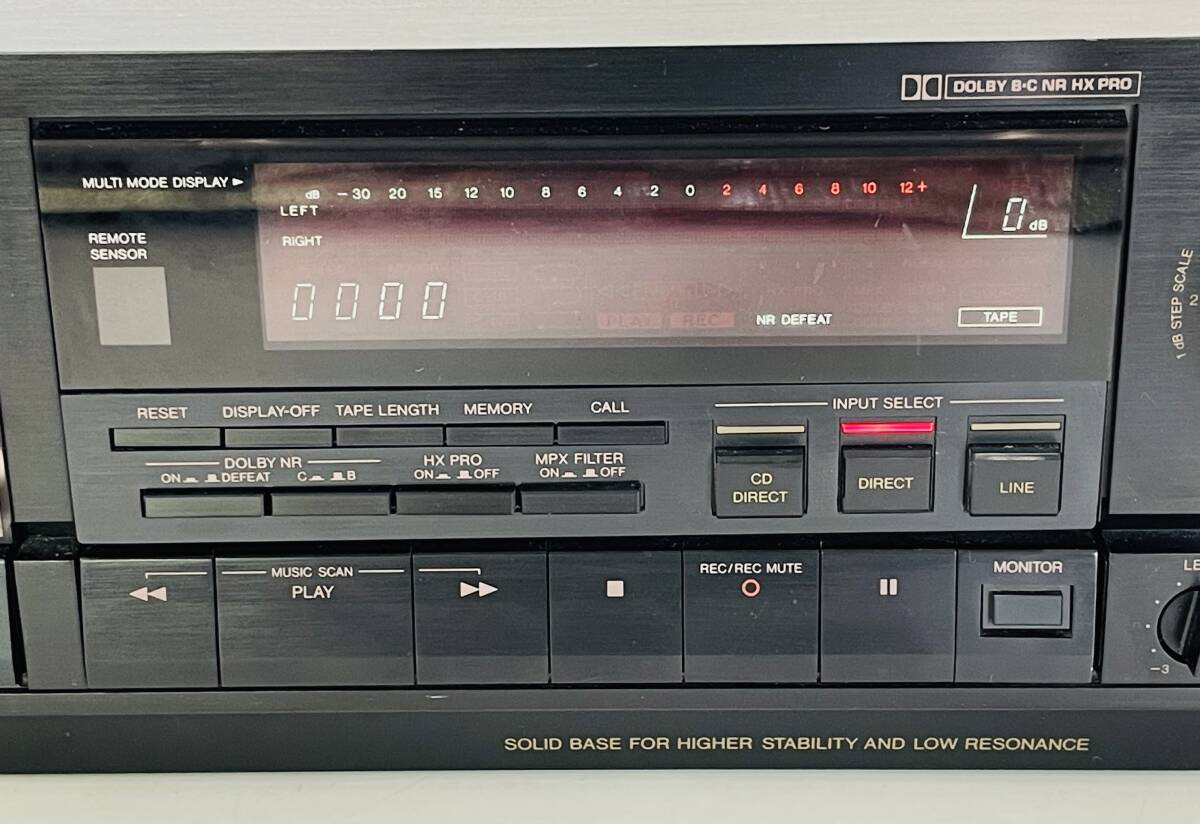 DOLBY B·C NR HX PRO
MULTI MODE DISPLAY ►
dB −30 20 15 12 10 8 6 4 2 0 2 4 6 8 10 12+
LEFT
0 dB
RIGHT
REMOTE
SENSOR
0000
PLAY REC
NR DEFEAT
TAPE
1 dB STEP SCALE
2
RESET DISPLAY-OFF TAPE LENGTH MEMORY CALL
INPUT SELECT
DOLBY NR HX PRO MPX FILTER
ON DEFEAT C B ON OFF ON OFF
CD
DIRECT
DIRECT
LINE
MUSIC SCAN
PLAY
REC/REC MUTE
MONITOR
LE
−3
SOLID BASE FOR HIGHER STABILITY AND LOW RESONANCE